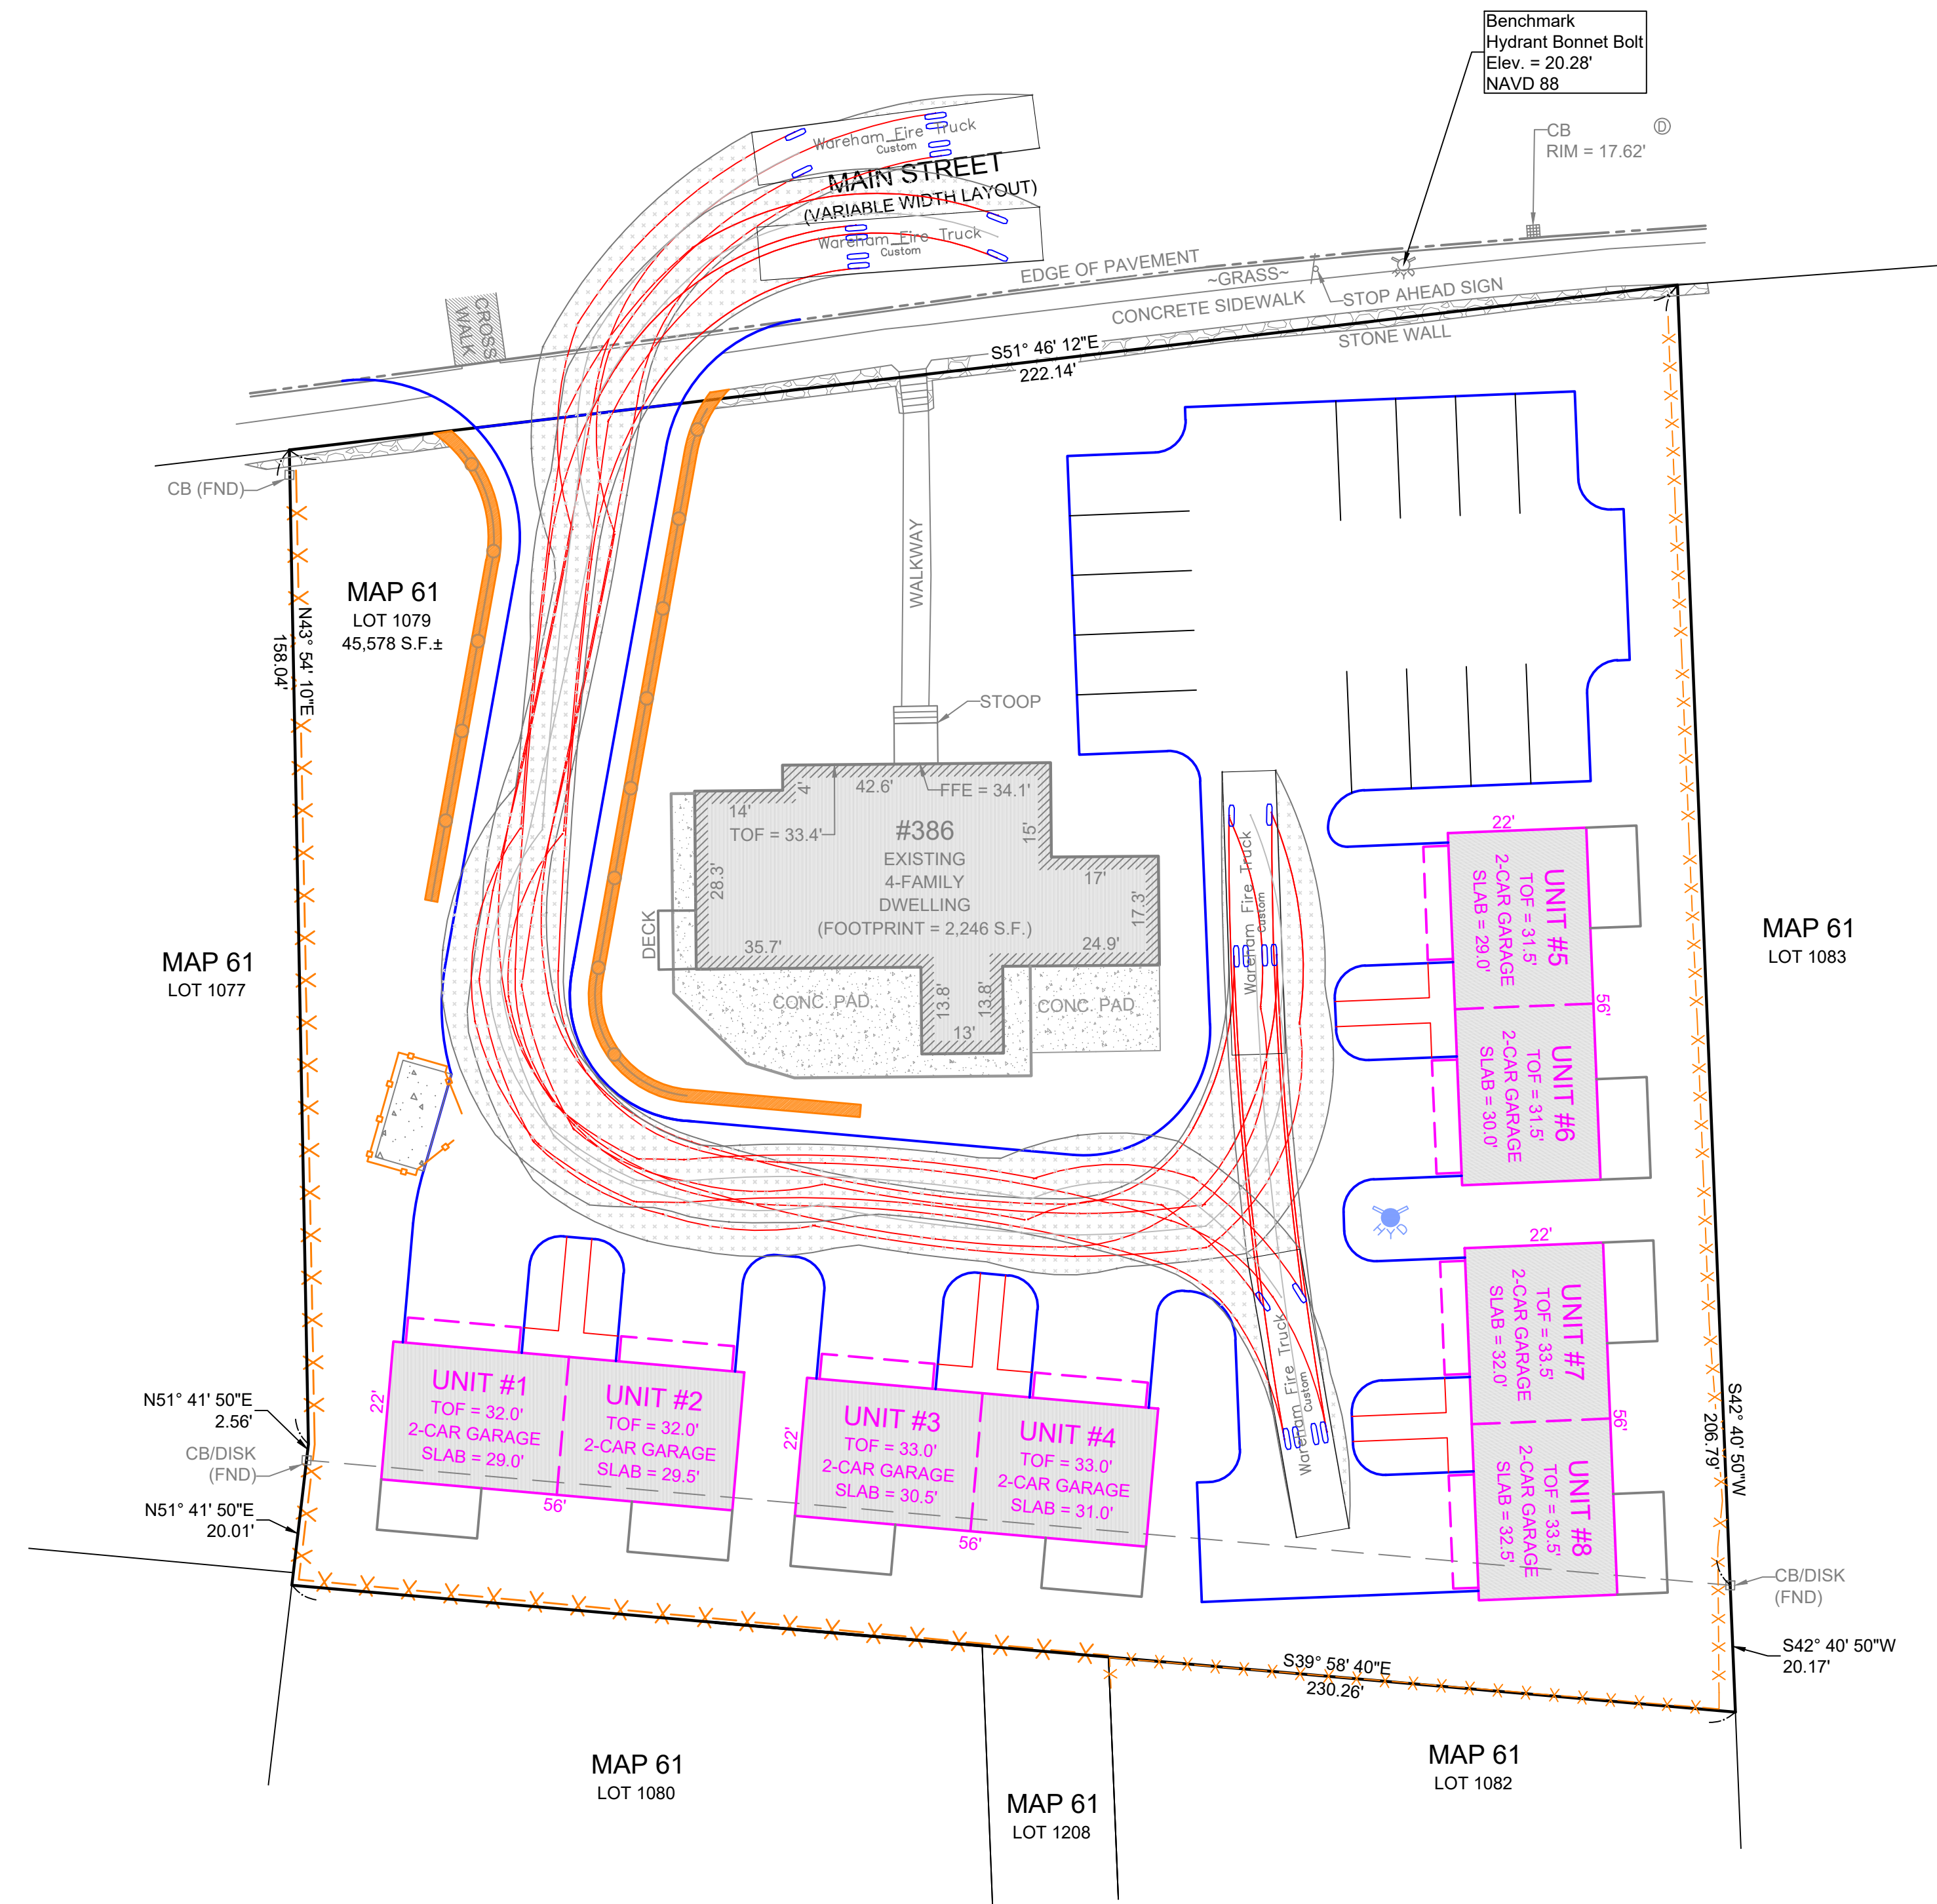 Benchmark
Hydrant Bonnet Bolt
Elev. = 20.28'
NAVD 88
CB
RIM = 17.62'
D
Wareham Fire Truck
Custom
MAIN STREET
(VARIABLE WIDTH LAYOUT)
Wareham Fire Truck
Custom
EDGE OF PAVEMENT
~GRASS~
CONCRETE SIDEWALK
STOP AHEAD SIGN
STONE WALL
CROSS
WALK
S51° 46' 12"E
222.14'
CB (FND)
MAP 61
LOT 1079
45,578 S.F.±
N43° 54' 10"E
158.04'
WALKWAY
STOOP
42.6'
4'
14'
FFE = 34.1'
TOF = 33.4'
#386
EXISTING
4-FAMILY
DWELLING
(FOOTPRINT = 2,246 S.F.)
15'
17'
17.3'
28.3'
35.7'
24.9'
13.8'
13.8'
13'
DECK
CONC. PAD
CONC. PAD
Wareham Fire Truck
Custom
22'
UNIT #5
TOF = 31.5'
2-CAR GARAGE
SLAB = 29.0'
56'
UNIT #6
TOF = 31.5'
2-CAR GARAGE
SLAB = 30.0'
MAP 61
LOT 1077
MAP 61
LOT 1083
HYD
22'
UNIT #7
TOF = 33.5'
2-CAR GARAGE
SLAB = 32.0'
56'
UNIT #8
TOF = 33.5'
2-CAR GARAGE
SLAB = 32.5'
Wareham Fire Truck
Custom
S42° 40' 50"W
206.79'
22'
UNIT #1
TOF = 32.0'
2-CAR GARAGE
SLAB = 29.0'
UNIT #2
TOF = 32.0'
2-CAR GARAGE
SLAB = 29.5'
56'
22'
UNIT #3
TOF = 33.0'
2-CAR GARAGE
SLAB = 30.5'
UNIT #4
TOF = 33.0'
2-CAR GARAGE
SLAB = 31.0'
56'
N51° 41' 50"E
2.56'
CB/DISK
(FND)
N51° 41' 50"E
20.01'
CB/DISK
(FND)
S42° 40' 50"W
20.17'
S39° 58' 40"E
230.26'
MAP 61
LOT 1080
MAP 61
LOT 1208
MAP 61
LOT 1082